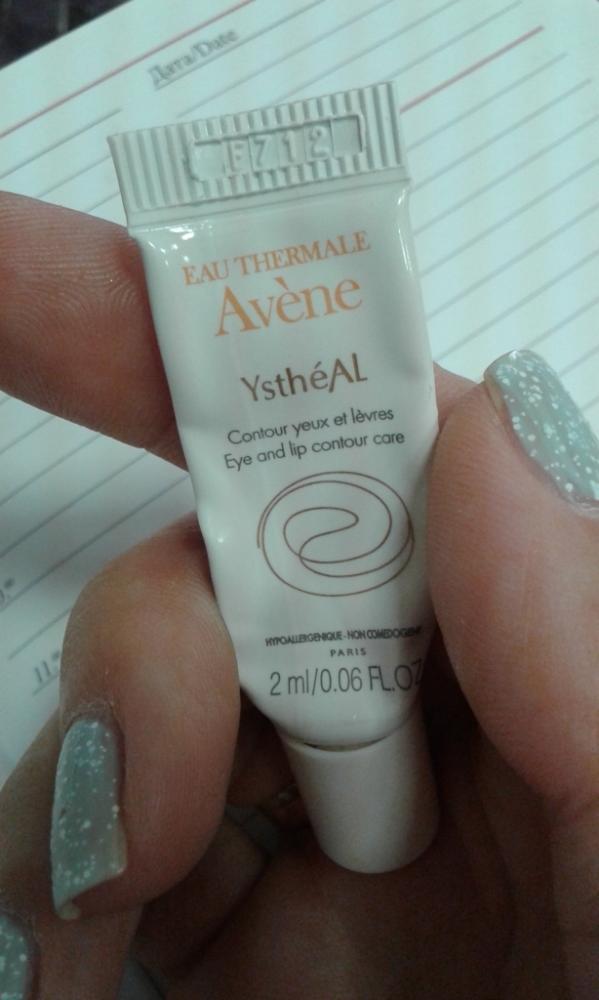 Дата/Date
F712
EAU THERMALE
Avène
YsthéAL
Contour yeux et lèvres
Eye and lip contour care
HYPOALLERGENIQUE - NON COMEDOGENE
PARIS
2 ml/0.06 FL.OZ